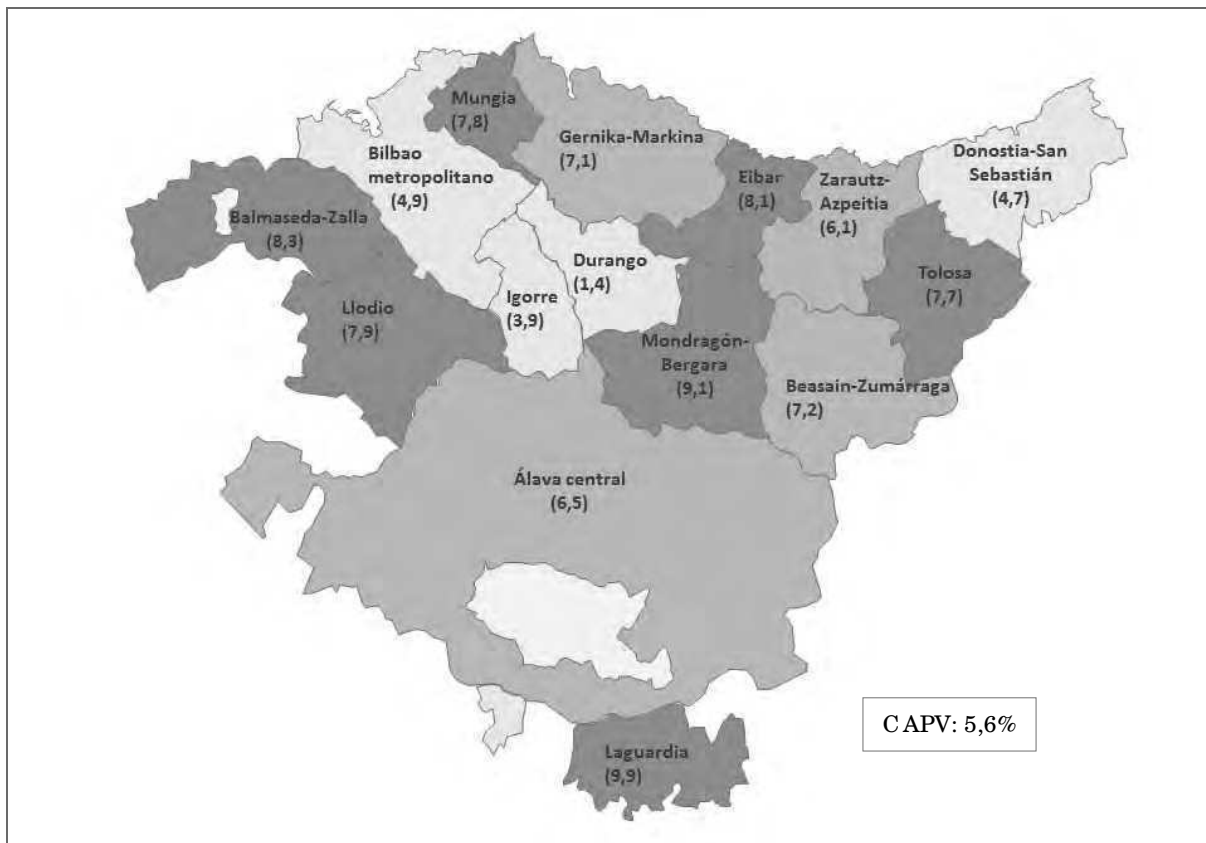 Mungia
(7,8)
Gernika-Markina
(7,1)
Bilbao
metropolitano
(4,9)
Donostia-San
Sebastián
(4,7)
Eibar
(8,1)
Zarautz-
Azpeitia
(6,1)
Balmaseda-Zalla
(8,3)
Durango
(1,4)
Tolosa
(7,7)
Igorre
(3,9)
Llodio
(7,9)
Mondragón-
Bergara
(9,1)
Beasain-Zumárraga
(7,2)
Álava central
(6,5)
CAPV: 5,6%
Laguardia
(9,9)